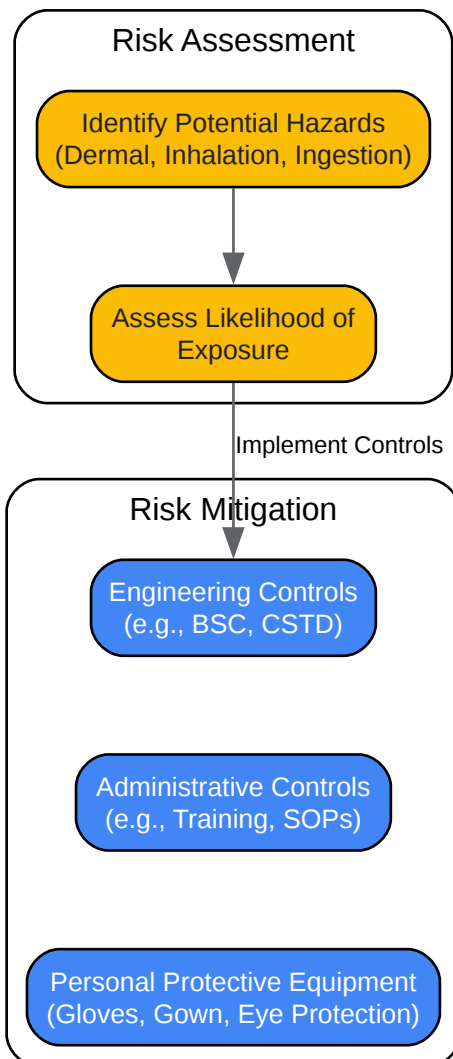 Risk Assessment
Identify Potential Hazards
(Dermal, Inhalation, Ingestion)
Assess Likelihood of
Exposure
Implement Controls
Risk Mitigation
Engineering Controls
(e.g., BSC, CSTD)
Administrative Controls
(e.g., Training, SOPs)
Personal Protective Equipment
(Gloves, Gown, Eye Protection)